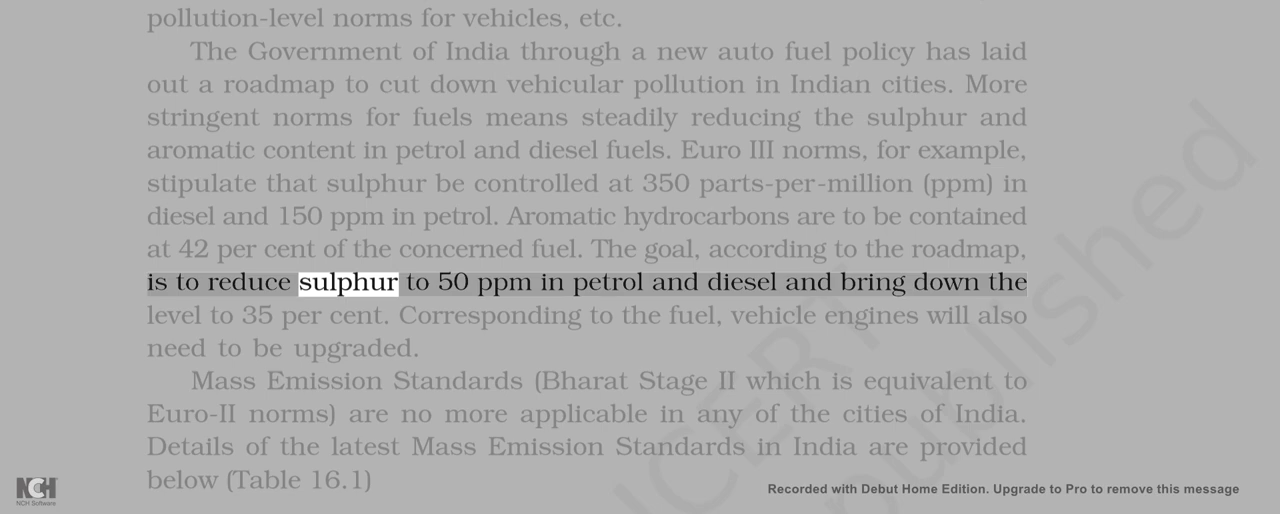 pollution-level norms for vehicles, etc.
The Government of India through a new auto fuel policy has laid
out a roadmap to cut down vehicular pollution in Indian cities. More
stringent norms for fuels means steadily reducing the sulphur and
aromatic content in petrol and diesel fuels. Euro III norms, for example,
stipulate that sulphur be controlled at 350 parts-per-million (ppm) in
diesel and 150 ppm in petrol. Aromatic hydrocarbons are to be contained
at 42 per cent of the concerned fuel. The goal, according to the roadmap,
is to reduce sulphur to 50 ppm in petrol and diesel and bring down the
level to 35 per cent. Corresponding to the fuel, vehicle engines will also
need to be upgraded.
Mass Emission Standards (Bharat Stage II which is equivalent to
Euro-II norms) are no more applicable in any of the cities of India.
Details of the latest Mass Emission Standards in India are provided
below (Table 16.1)
NCERT
published
NCH
NCH Software
Recorded with Debut Home Edition. Upgrade to Pro to remove this message